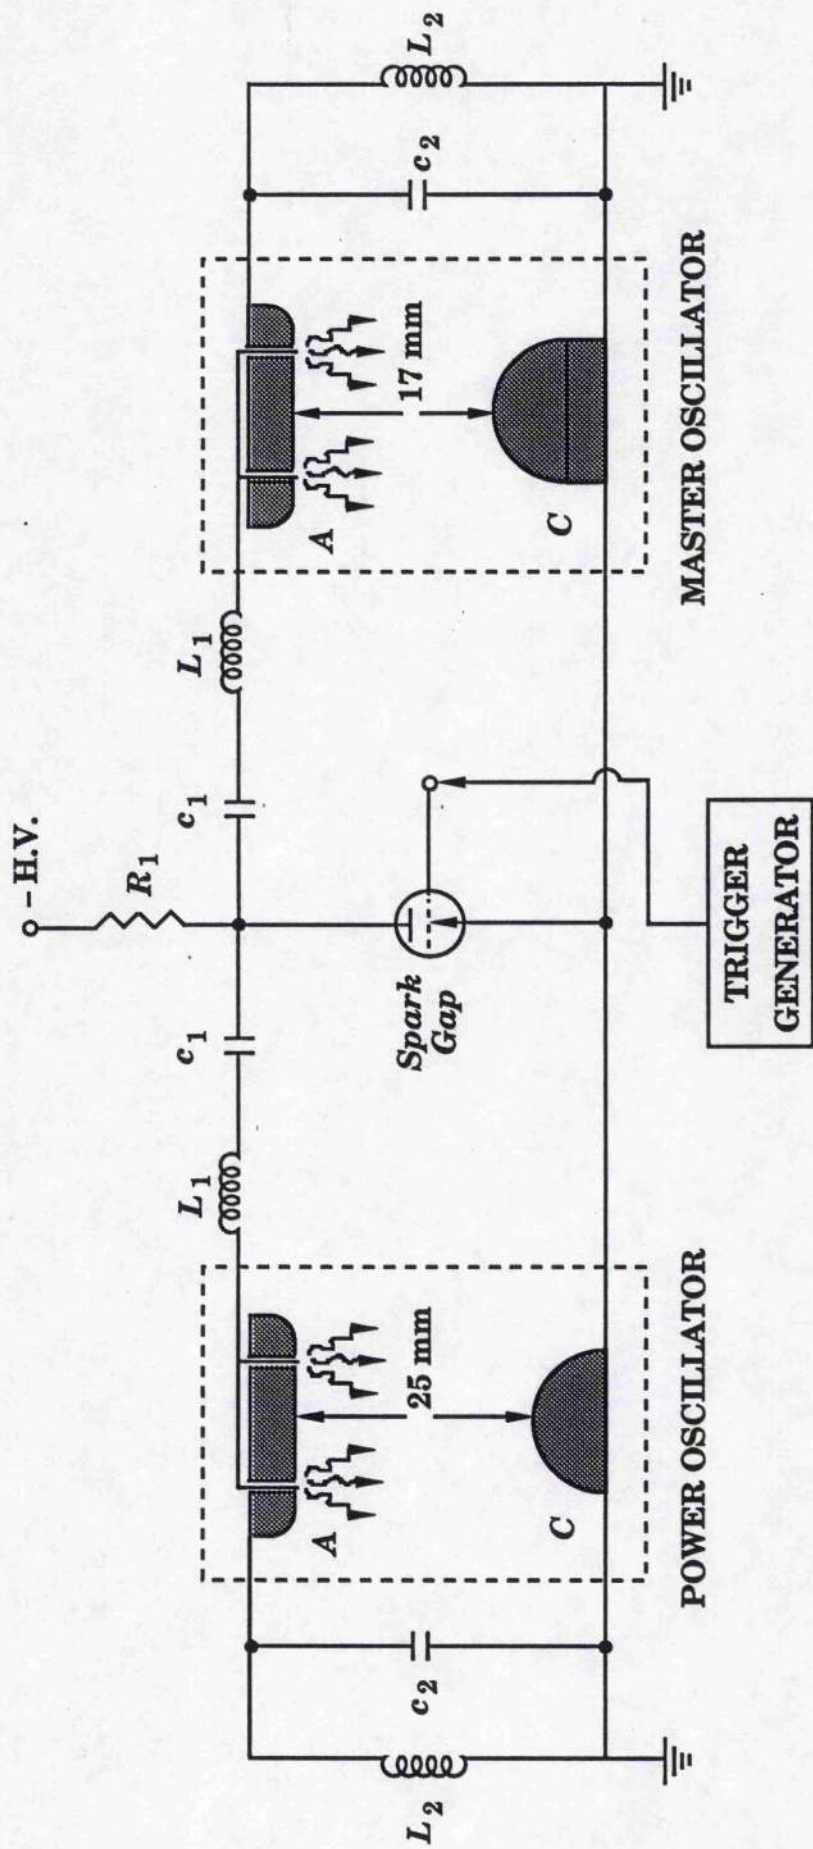 – H.V.
R1
c1
c1
L1
L1
L2
L2
c2
c2
A
A
25 mm
17 mm
C
C
Spark
Gap
POWER OSCILLATOR
MASTER OSCILLATOR
TRIGGER
GENERATOR